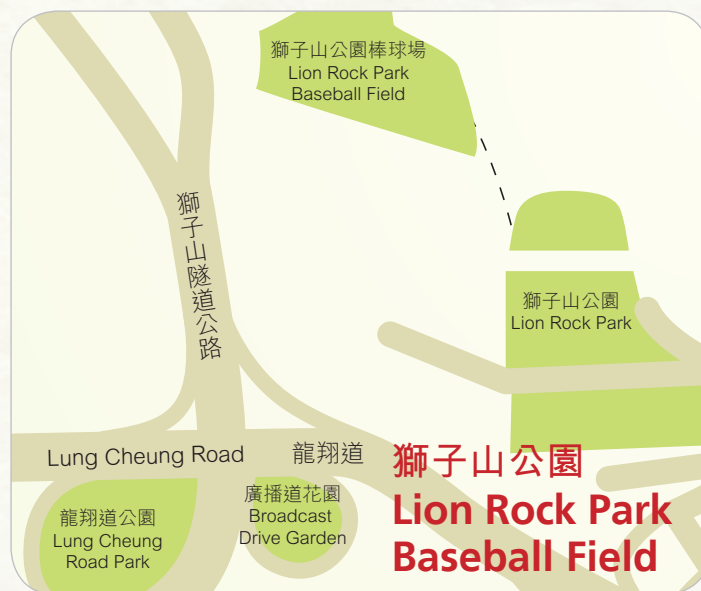 獅子山公園棒球場
Lion Rock Park
Baseball Field
獅子山隧道公路
獅子山公園
Lion Rock Park
Lung Cheung Road
龍翔道
龍翔道公園
Lung Cheung
Road Park
廣播道花園
Broadcast
Drive Garden
獅子山公園
Lion Rock Park
Baseball Field